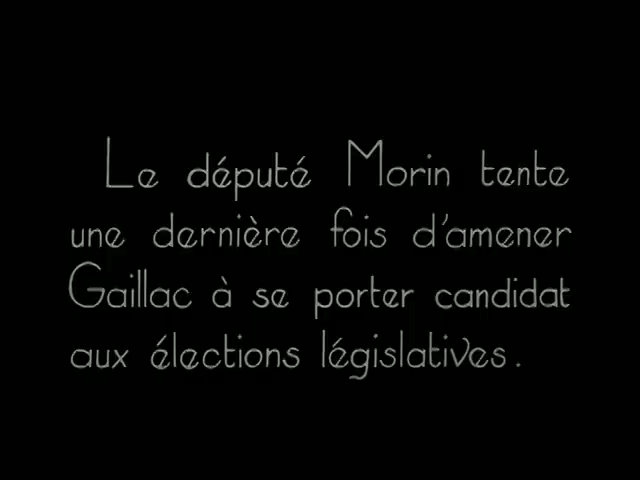 Le député Morin tente
une dernière fois d'amener
Gaillac à se porter candidat
aux élections législatives.